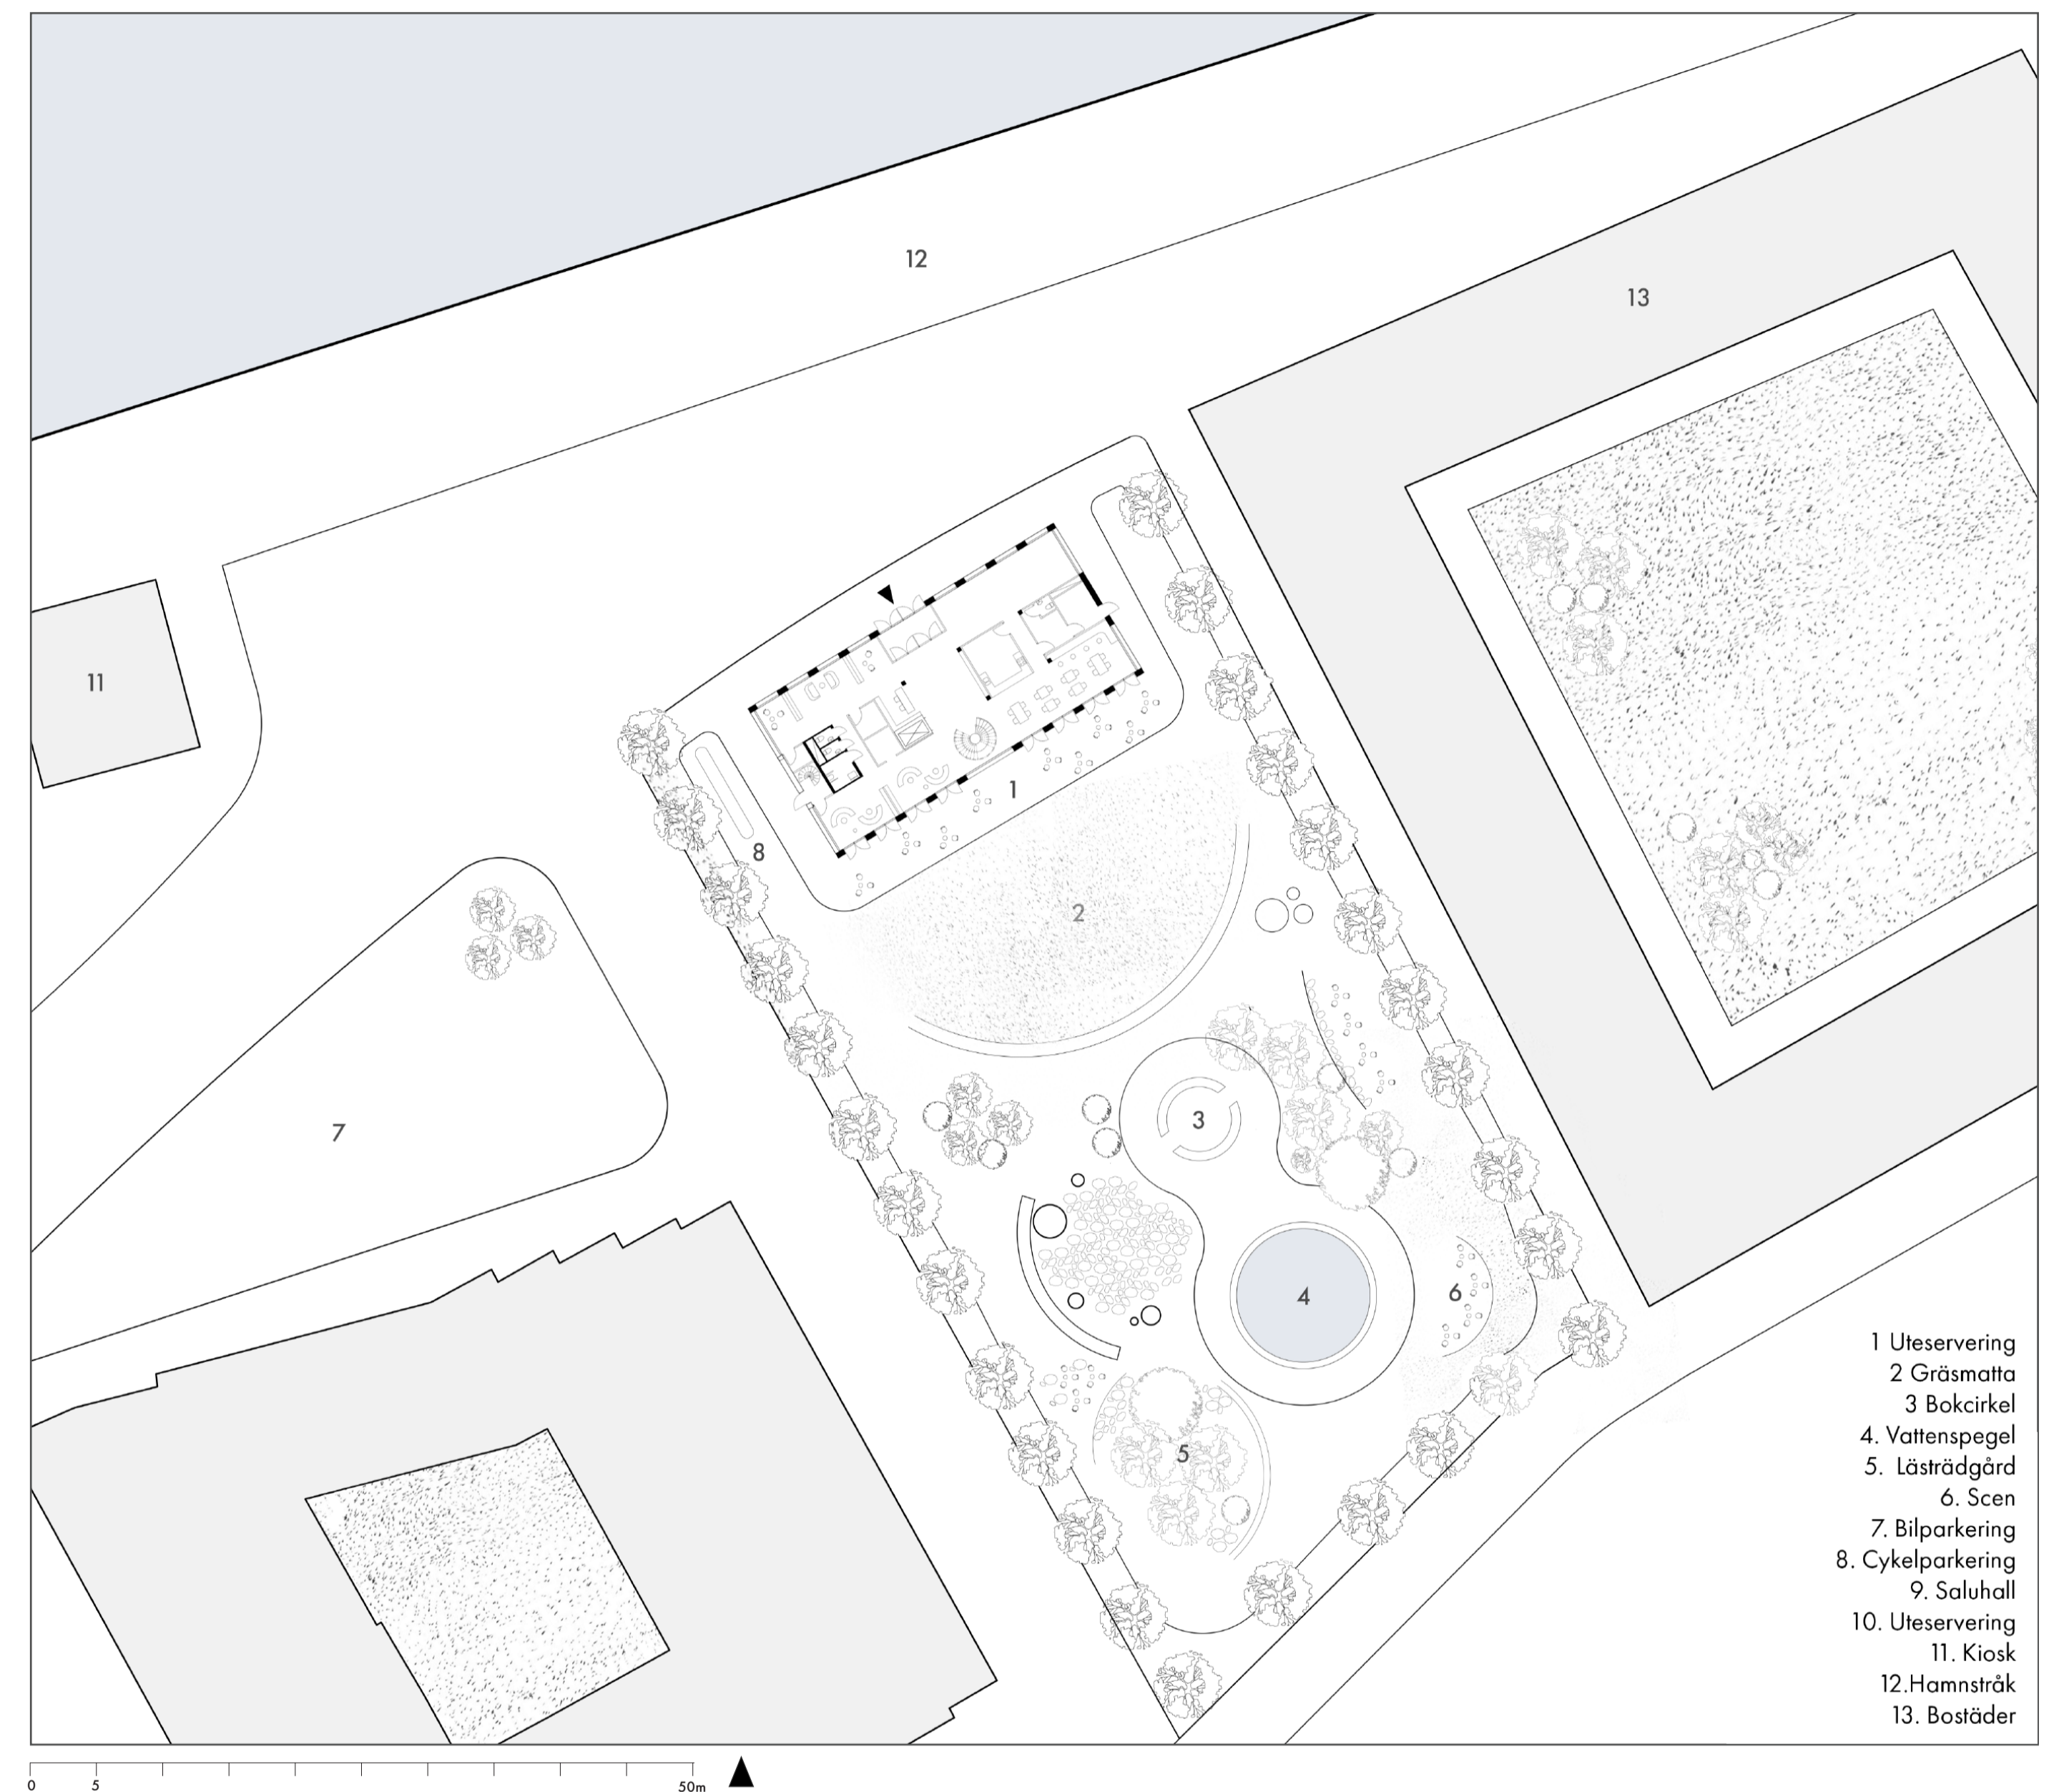 12
13
11
1
8
2
7
3
4
6
5
1 Uteservering
2 Gräsmatta
3 Bokcirkel
4. Vattenspegel
5. Lästrädgård
6. Scen
7. Bilparkering
8. Cykelparkering
9. Saluhall
10. Uteservering
11. Kiosk
12.Hamnstråk
13. Bostäder
0 5 50m